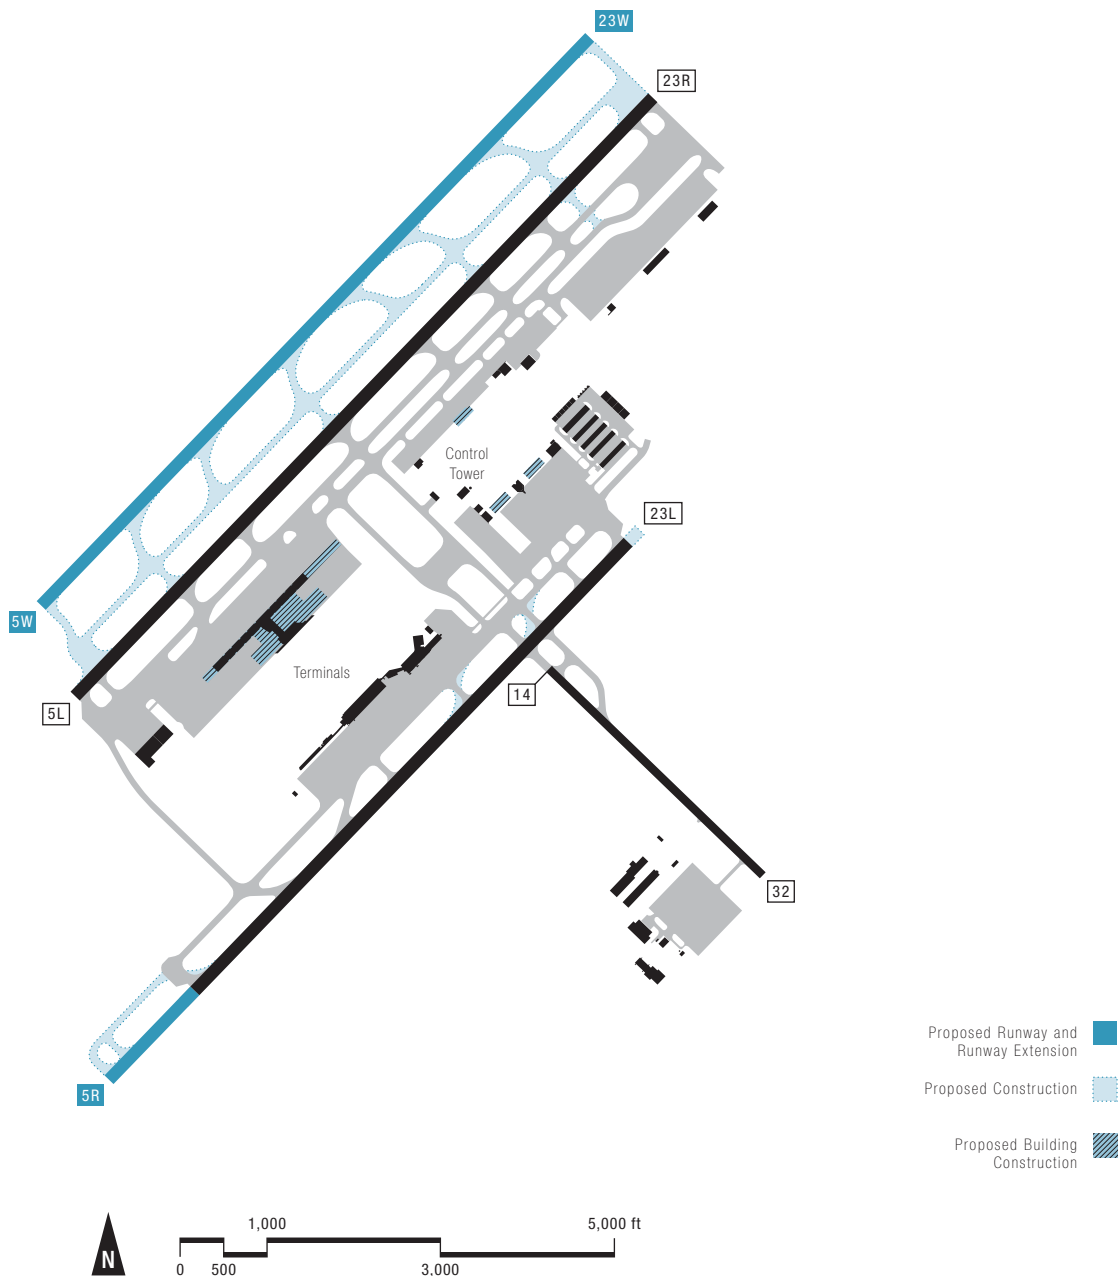 23W
23R
Control
Tower
23L
5W
Terminals
14
5L
32
Proposed Runway and
Runway Extension
5R
Proposed Construction
Proposed Building
Construction
1,000
5,000 ft
N
0
500
3,000